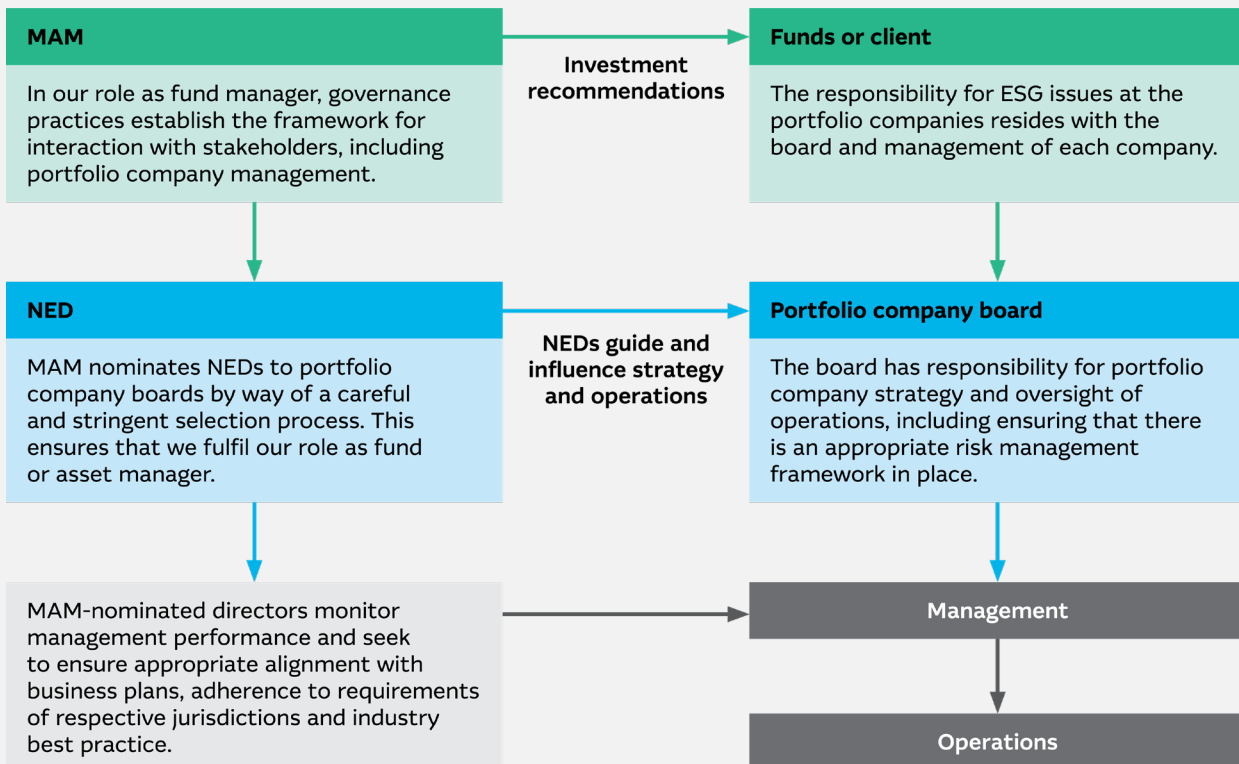 MAM
In our role as fund manager, governance
practices establish the framework for
interaction with stakeholders, including
portfolio company management.
Investment
recommendations
Funds or client
The responsibility for ESG issues at the
portfolio companies resides with the
board and management of each company.
NED
MAM nominates NEDs to portfolio
company boards by way of a careful
and stringent selection process. This
ensures that we fulfil our role as fund
or asset manager.
NEDs guide and
influence strategy
and operations
Portfolio company board
The board has responsibility for portfolio
company strategy and oversight of
operations, including ensuring that there
is an appropriate risk management
framework in place.
MAM-nominated directors monitor
management performance and seek
to ensure appropriate alignment with
business plans, adherence to requirements
of respective jurisdictions and industry
best practice.
Management
Operations